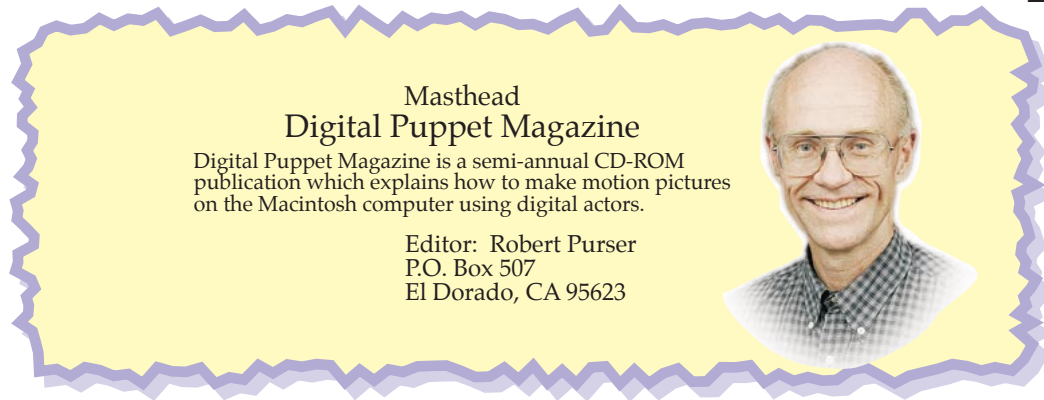 Masthead
Digital Puppet Magazine
Digital Puppet Magazine is a semi-annual CD-ROM
publication which explains how to make motion pictures
on the Macintosh computer using digital actors.
Editor: Robert Purser
P.O. Box 507
El Dorado, CA 95623